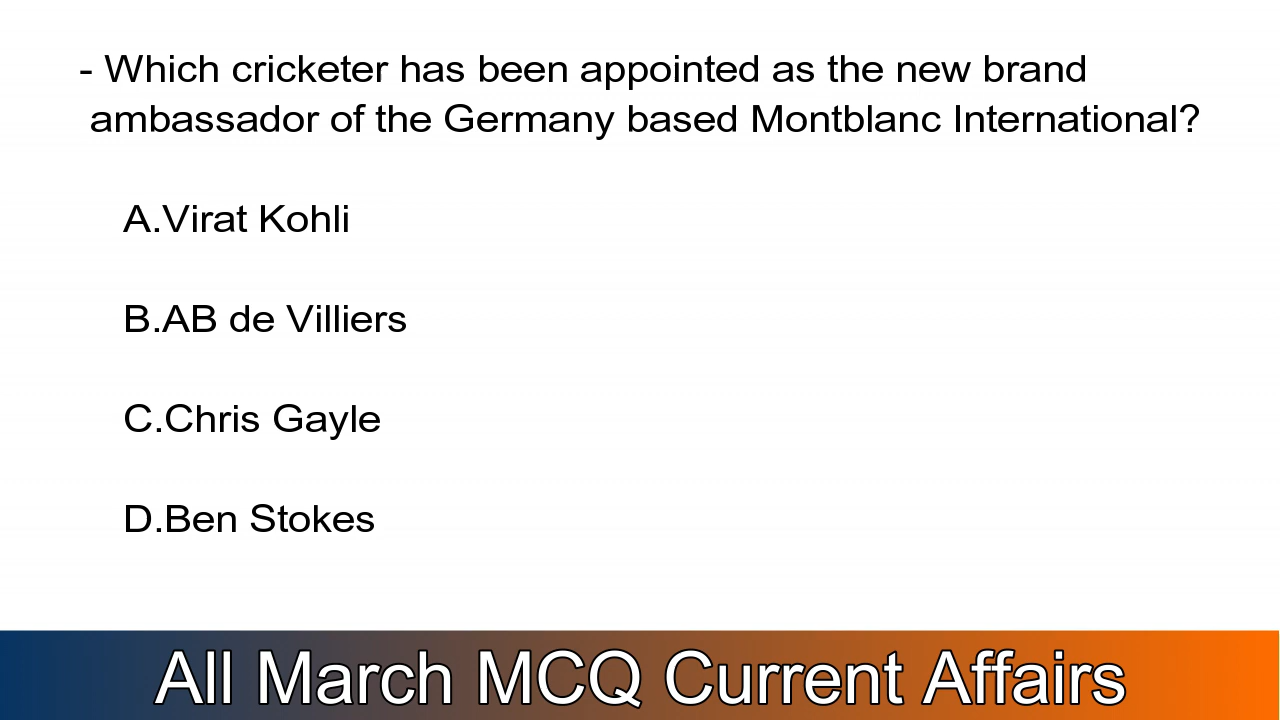 - Which cricketer has been appointed as the new brand
ambassador of the Germany based Montblanc International?
A.Virat Kohli
B.AB de Villiers
C.Chris Gayle
D.Ben Stokes
All March MCQ Current Affairs